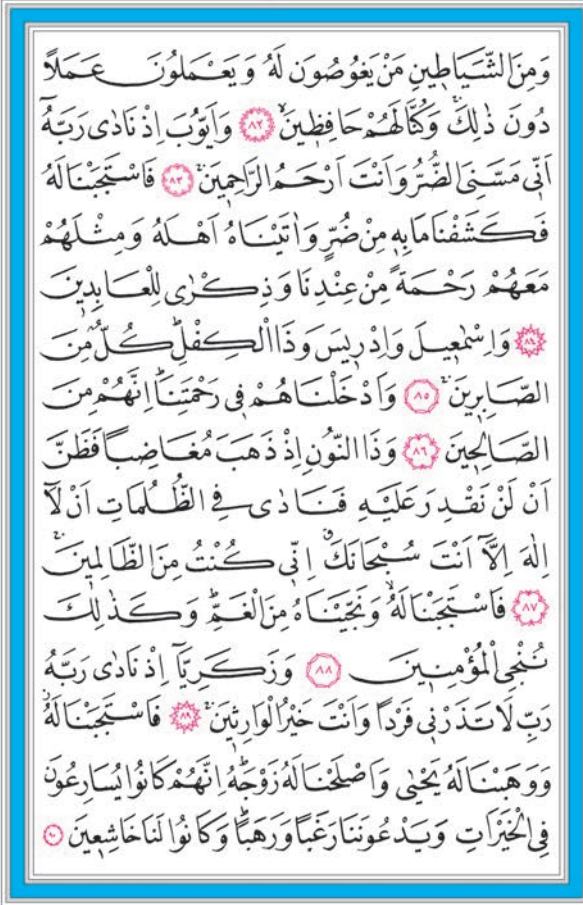 وَمِنَ الشَّيَاطِينِ مَنْ يَغُوصُونَ لَهُ وَيَعْمَلُونَ عَمَلًا
دُونَ ذٰلِكَۚ وَكُنَّا لَهُمْ حَافِظِينَۙ ﴿٨٢﴾ وَاَيُّوبَ اِذْ نَادٰى رَبَّهُٓ
اَنّ۪ي مَسَّنِيَ الضُّرُّ وَاَنْتَ اَرْحَمُ الرَّاحِمِينَۚ ﴿٨٣﴾ فَاسْتَجَبْنَا لَهُ
فَكَشَفْنَا مَا بِه۪ مِنْ ضُرٍّ وَاٰتَيْنَاهُ اَهْلَهُ وَمِثْلَهُمْ
مَعَهُمْ رَحْمَةً مِنْ عِنْدِنَا وَذِكْرٰى لِلْعَابِد۪ينَ
﴿٨٤﴾ وَاِسْمٰع۪يلَ وَاِدْر۪يسَ وَذَا الْكِفْلِۜ كُلٌّ مِنَ
الصَّابِر۪ينَۚ ﴿٨٥﴾ وَاَدْخَلْنَاهُمْ ف۪ي رَحْمَتِنَاۜ اِنَّهُمْ مِنَ
الصَّالِح۪ينَ ﴿٨٦﴾ وَذَا النُّونِ اِذْ ذَهَبَ مُغَاضِبًا فَظَنَّ
اَنْ لَنْ نَقْدِرَ عَلَيْهِ فَنَادٰى فِي الظُّلُمَاتِ اَنْ لَٓا
اِلٰهَ اِلَّٓا اَنْتَ سُبْحَانَكَۗ اِنّ۪ي كُنْتُ مِنَ الظَّالِم۪ينَۚ
﴿٨٧﴾ فَاسْتَجَبْنَا لَهُۙ وَنَجَّيْنَاهُ مِنَ الْغَمِّۜ وَكَذٰلِكَ
نُنْجِي الْمُؤْمِن۪ينَ ﴿٨٨﴾ وَزَكَرِيَّٓا اِذْ نَادٰى رَبَّهُ
رَبِّ لَا تَذَرْن۪ي فَرْدًا وَاَنْتَ خَيْرُ الْوَارِث۪ينَۚ ﴿٨٩﴾ فَاسْتَجَبْنَا لَهُۘ
وَوَهَبْنَا لَهُ يَحْيٰى وَاَصْلَحْنَا لَهُ زَوْجَهُۜ اِنَّهُمْ كَانُوا يُسَارِعُونَ
فِي الْخَيْرَاتِ وَيَدْعُونَنَا رَغَبًا وَرَهَبًاۜ وَكَانُوا لَنَا خَاشِع۪ينَ ﴿٩٠﴾